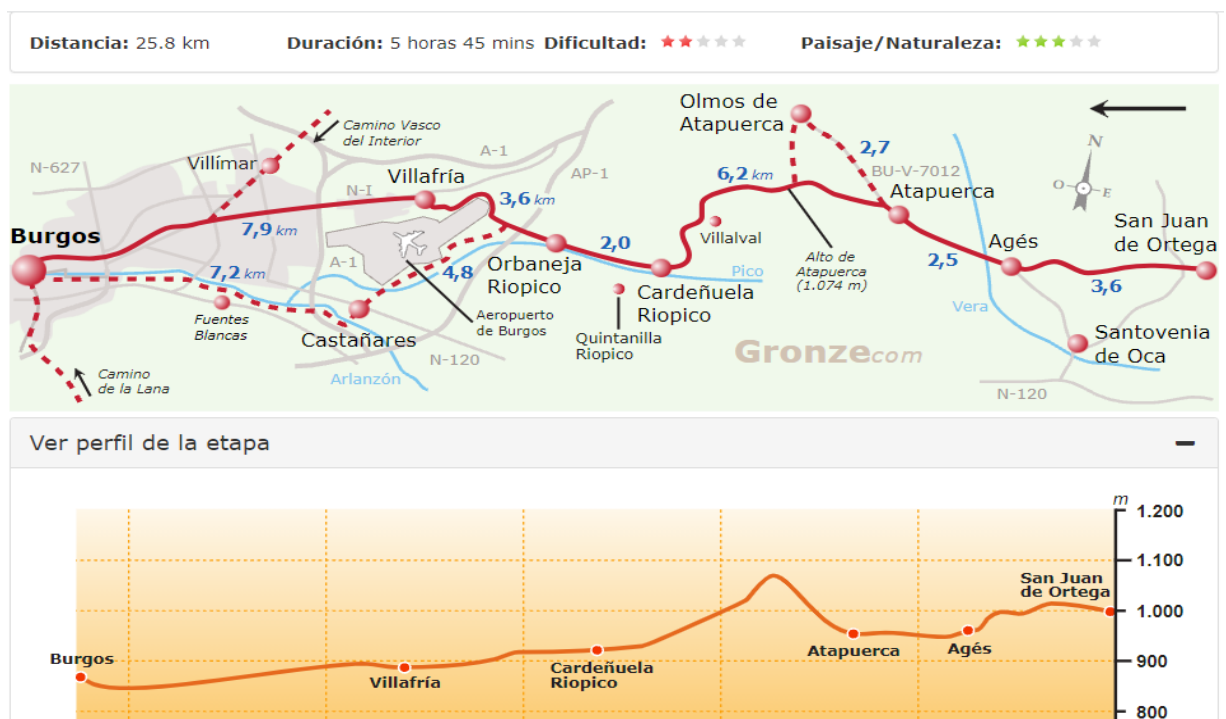 Distancia: 25.8 km
Duración: 5 horas 45 mins
Dificultad:
Paisaje/Naturaleza:
Camino Vasco
del Interior
Olmos de
Atapuerca
N-627
Villímar
A-1
AP-1
2,7
N-I
Villafría
6,2 km
BU-V-7012
N
O
E
Atapuerca
3,6 km
Burgos
7,9 km
2,0
Villalval
Agés
San Juan
de Ortega
7,2 km
A-1
4,8
Orbaneja
Riopico
Pico
Alto de
Atapuerca
(1.074 m)
2,5
3,6
Cardeñuela
Riopico
Vera
Fuentes
Blancas
Castañares
Aeropuerto
de Burgos
Quintanilla
Riopico
Santovenia
de Oca
Gronzecom
N-120
Camino
de la Lana
Arlanzón
N-120
Ver perfil de la etapa
m
1.200
1.100
San Juan
de Ortega
1.000
Burgos
Villafría
Cardeñuela
Riopico
Atapuerca
Agés
900
800